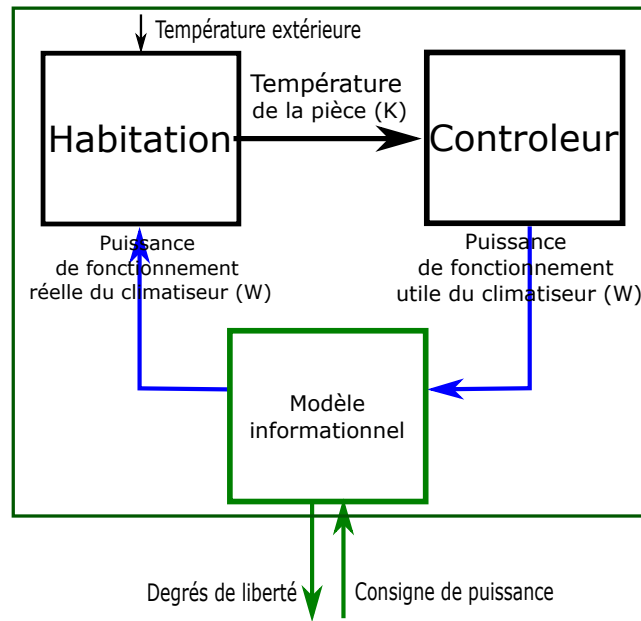 Température extérieure
Habitation
Température
de la pièce (K)
Controleur
Puissance
de fonctionnement
réelle du climatiseur (W)
Puissance
de fonctionnement
utile du climatiseur (W)
Modèle
informationnel
Degrés de liberté
Consigne de puissance